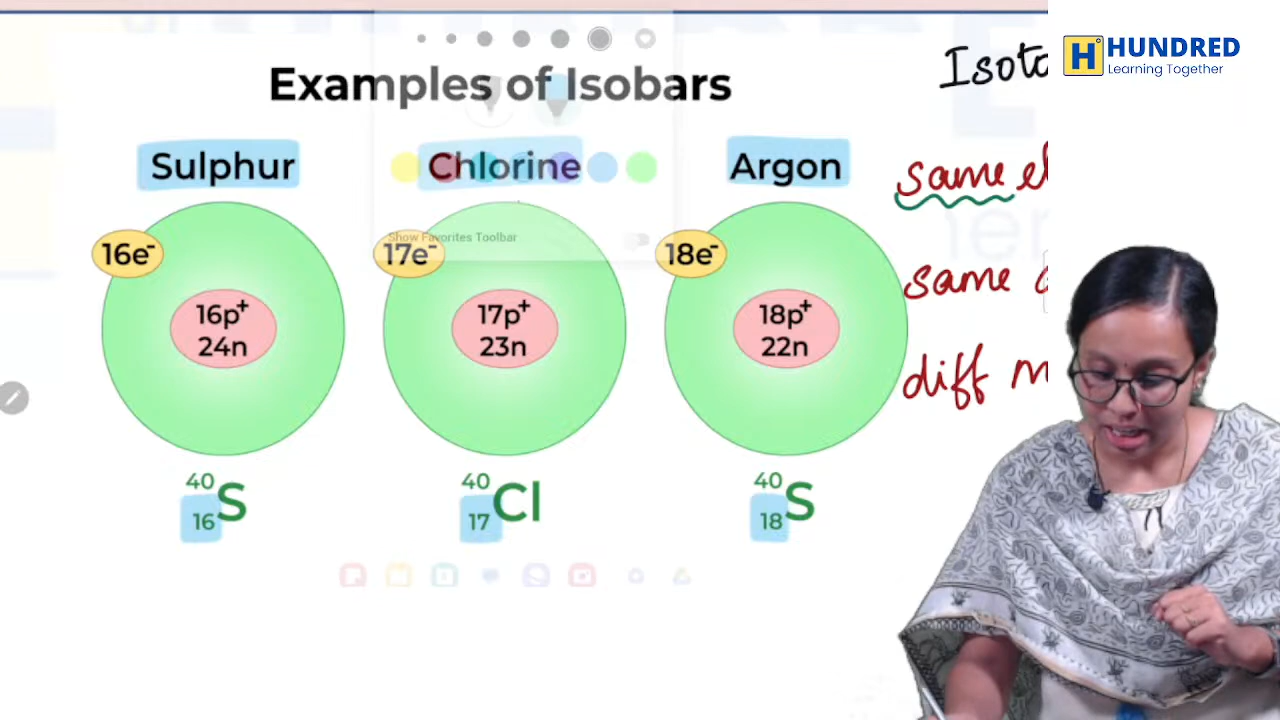 HUNDRED
Learning Together
Examples of Isobars
Sulphur
Chlorine
Argon
same
same
diff
Show Favorites Toolbar
16e-
17e-
18e-
16p+
24n
17p+
23n
18p+
22n
40
16
S
40
17
Cl
40
18
S